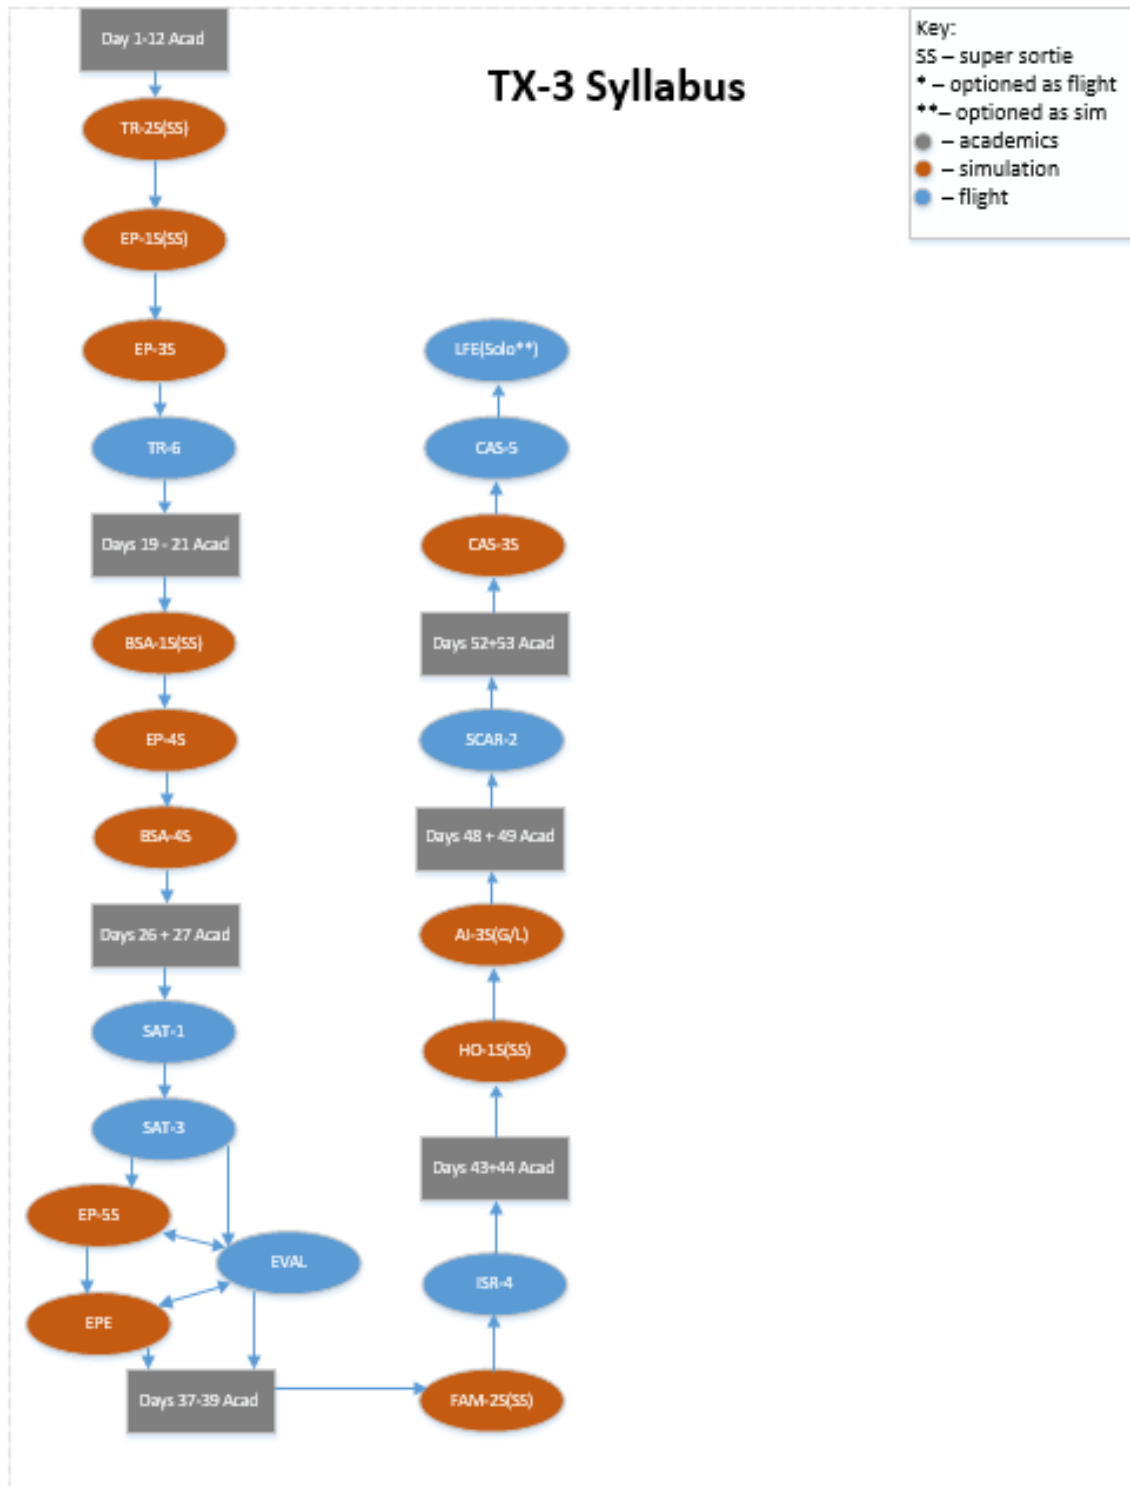 TX-3 Syllabus
Key:
SS – super sortie
* – optioned as flight
**– optioned as sim
– academics
– simulation
– flight
Day 1-12 Acad
TR-2S(SS)
EP-1S(SS)
EP-3S
TR-6
Days 19 - 21 Acad
BSA-1S(SS)
EP-4S
BSA-4S
Days 26 + 27 Acad
SAT-1
SAT-3
EP-5S
EVAL
EPE
Days 37-39 Acad
LFE(Solo**)
CAS-5
CAS-3S
Days 52+53 Acad
SCAR-2
Days 48 + 49 Acad
AI-3S(G/L)
HO-1S(SS)
Days 43+44 Acad
ISR-4
FAM-2S(SS)